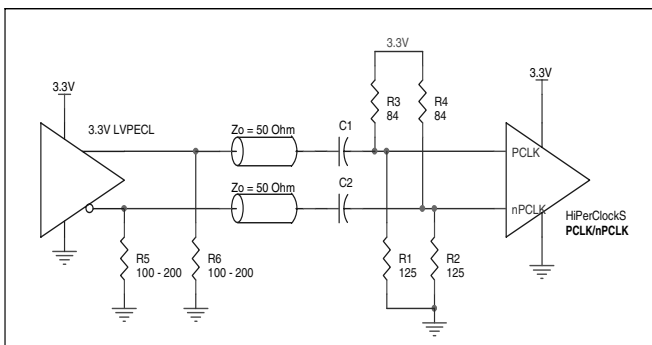 3.3V
3.3V
3.3V
R3
84
R4
84
3.3V LVPECL
Zo = 50 Ohm
C1
PCLK
Zo = 50 Ohm
C2
nPCLK
HiPerClockS
PCLK/nPCLK
R5
100 - 200
R6
100 - 200
R1
125
R2
125